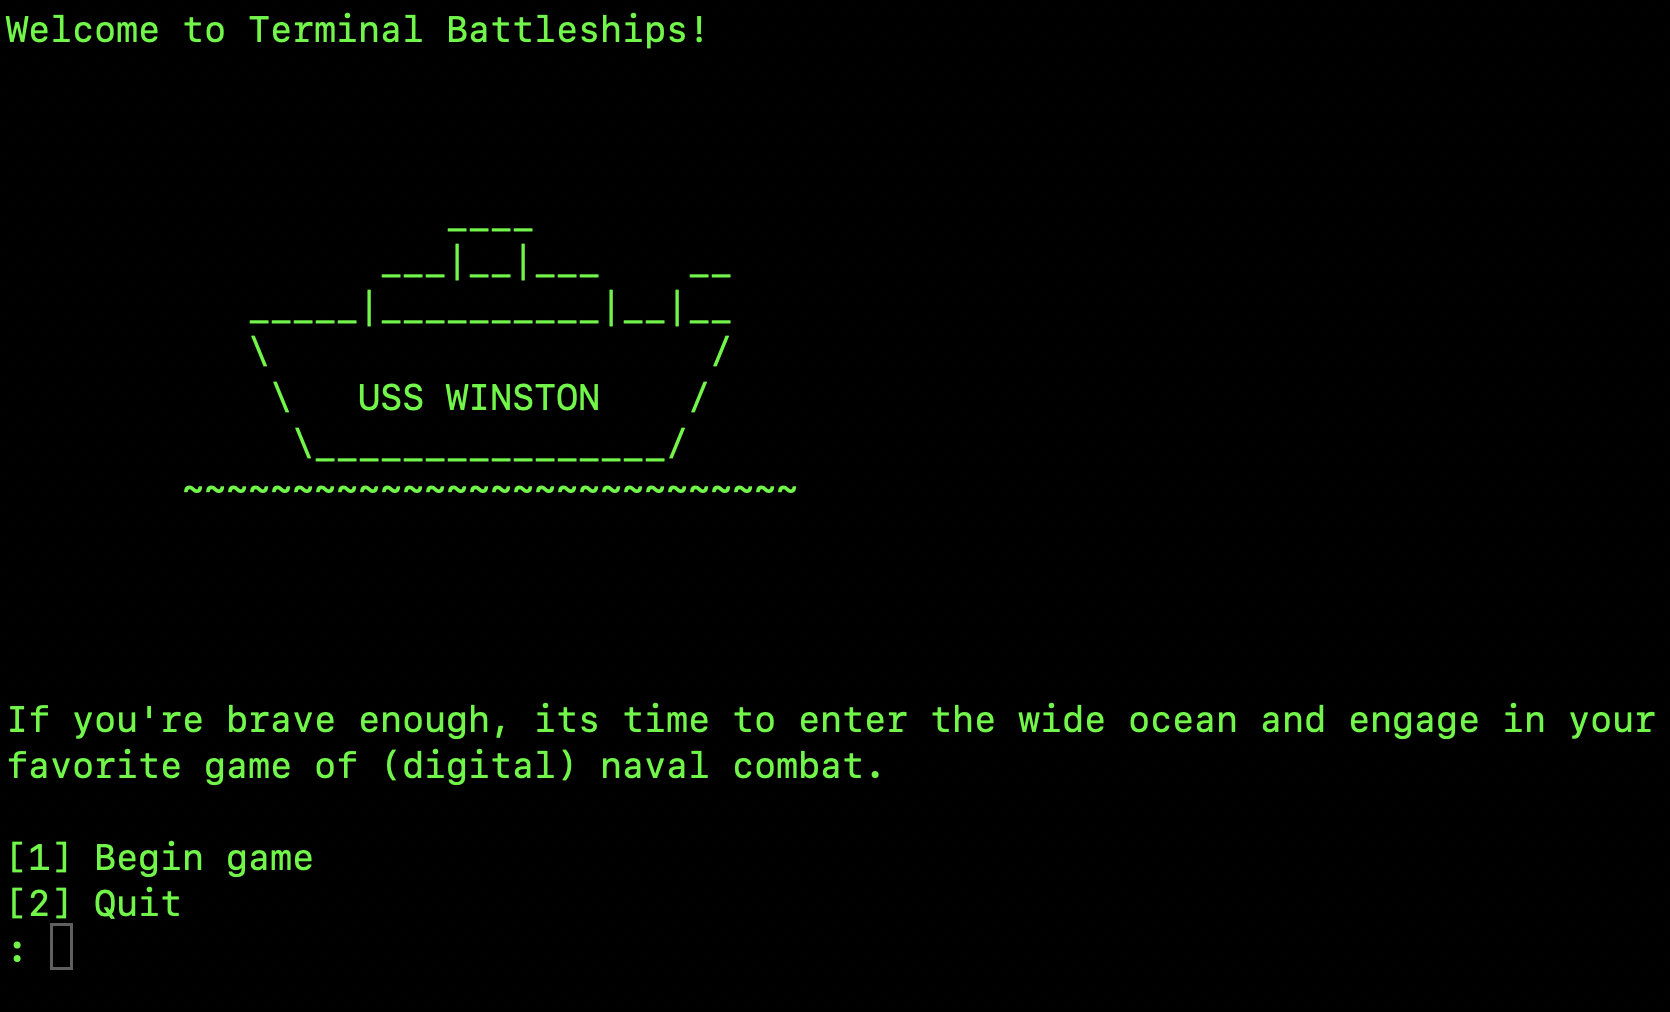 Welcome to Terminal Battleships!
USS WINSTON
If you're brave enough, its time to enter the wide ocean and engage in your
favorite game of (digital) naval combat.
[1] Begin game
[2] Quit
: